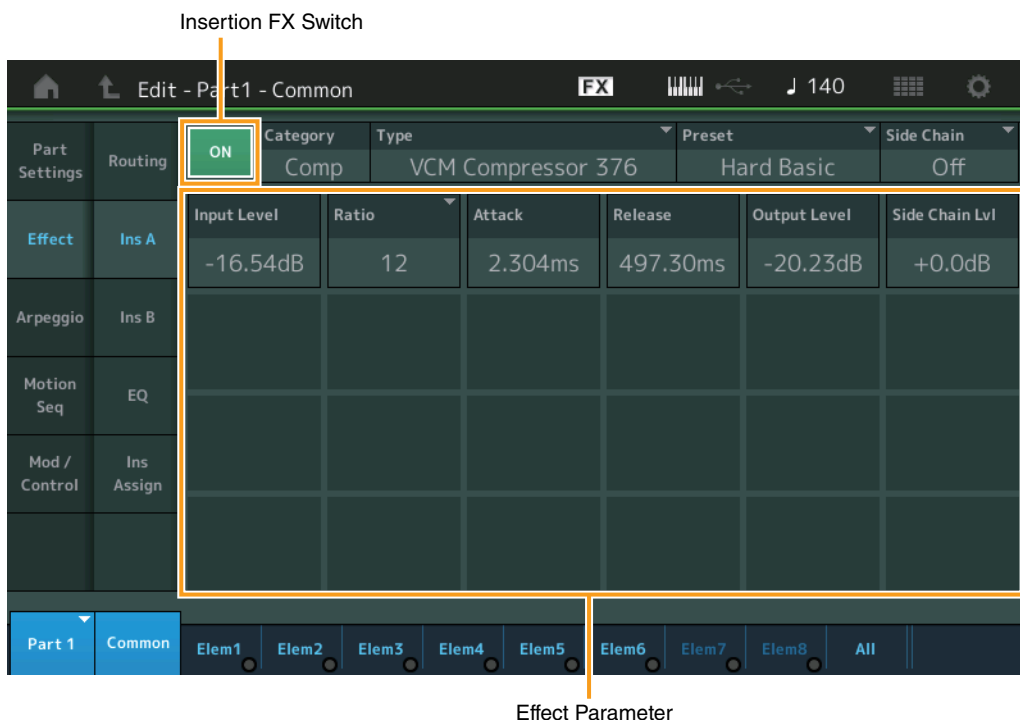 Insertion FX Switch
Edit - Part1 - Common
FX
140
Part Settings
Routing
ON
Category
Comp
Type
VCM Compressor 376
Preset
Hard Basic
Side Chain
Off
Effect
Ins A
Input Level
-16.54dB
Ratio
12
Attack
2.304ms
Release
497.30ms
Output Level
-20.23dB
Side Chain Lvl
+0.0dB
Arpeggio
Ins B
Motion Seq
EQ
Mod / Control
Ins Assign
Part 1
Common
Elem1
Elem2
Elem3
Elem4
Elem5
Elem6
Elem7
Elem8
All
Effect Parameter